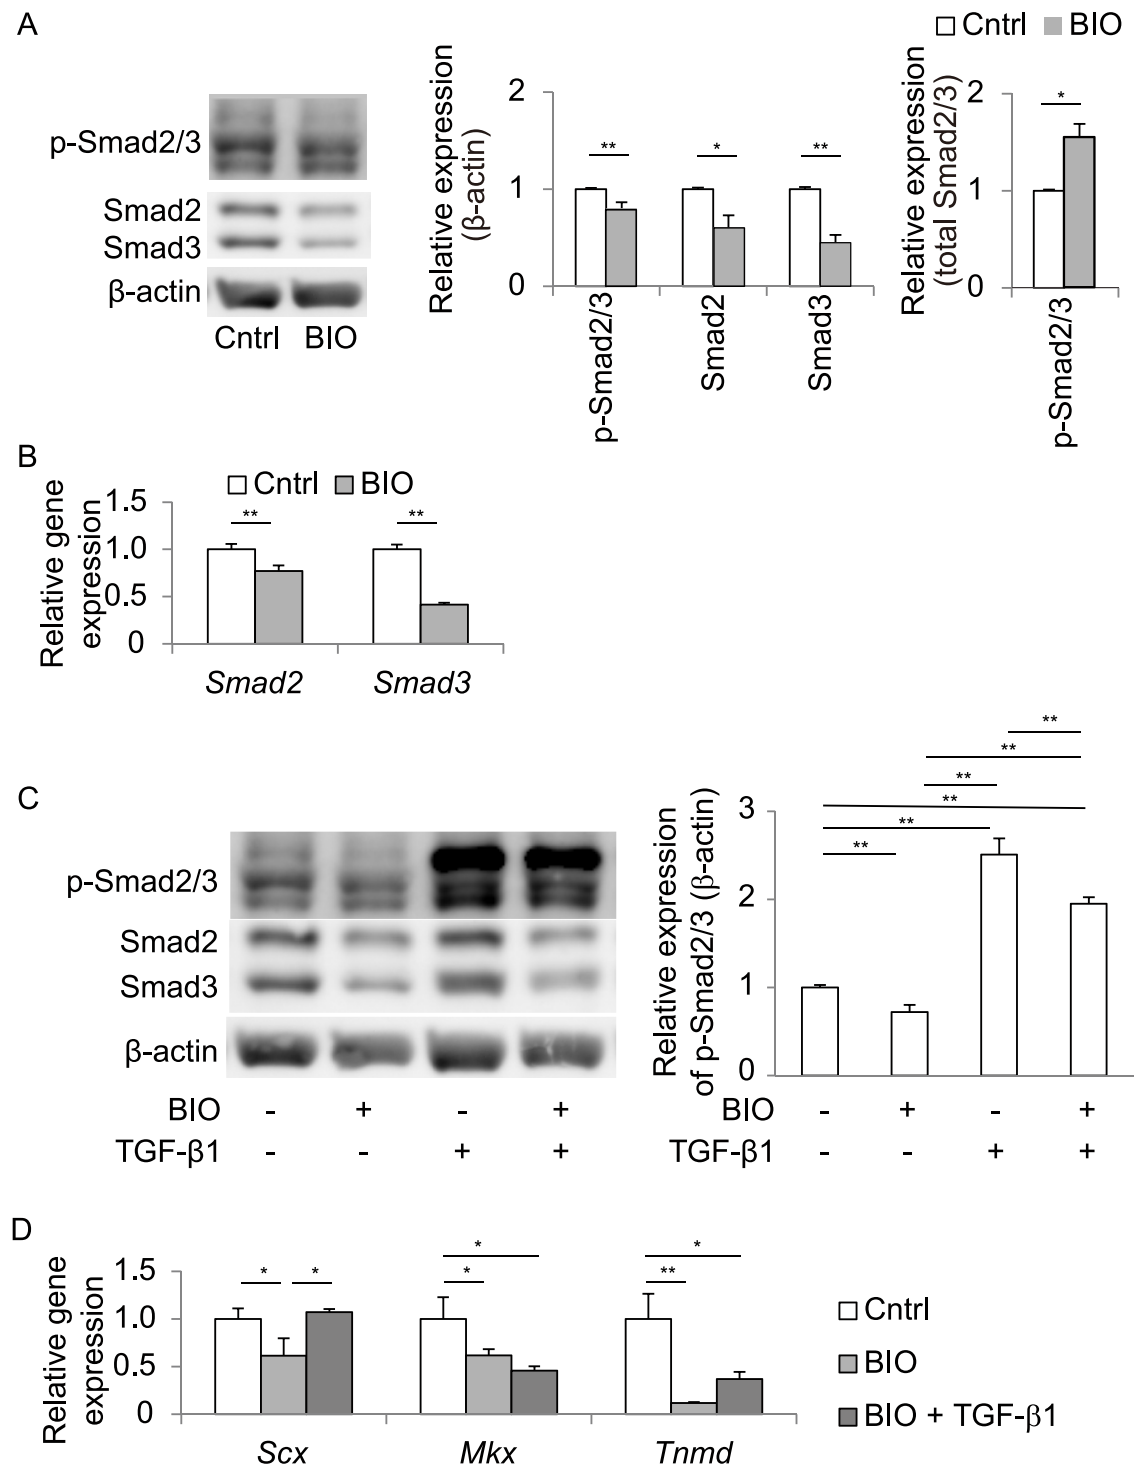 A
Cntrl BIO
p-Smad2/3
Smad2
Smad3
β-actin
Cntrl BIO
Relative expression
(β-actin)
2
1
0
** * **
p-Smad2/3
Smad2
Smad3
Relative expression
(total Smad2/3)
2
1
0
*
p-Smad2/3
B
Cntrl BIO
Relative gene
expression
1.5
1.0
0.5
0
** **
Smad2 Smad3
C
p-Smad2/3
Smad2
Smad3
β-actin
BIO - + - +
TGF-β1 - - + +
Relative expression
of p-Smad2/3 (β-actin)
3
2
1
0
**
**
**
**
**
**
BIO - + - +
TGF-β1 - - + +
D
Relative gene
expression
1.5
1.0
0.5
0
* *
*
*
*
**
Scx Mkx Tnmd
Cntrl
BIO
BIO + TGF-β1